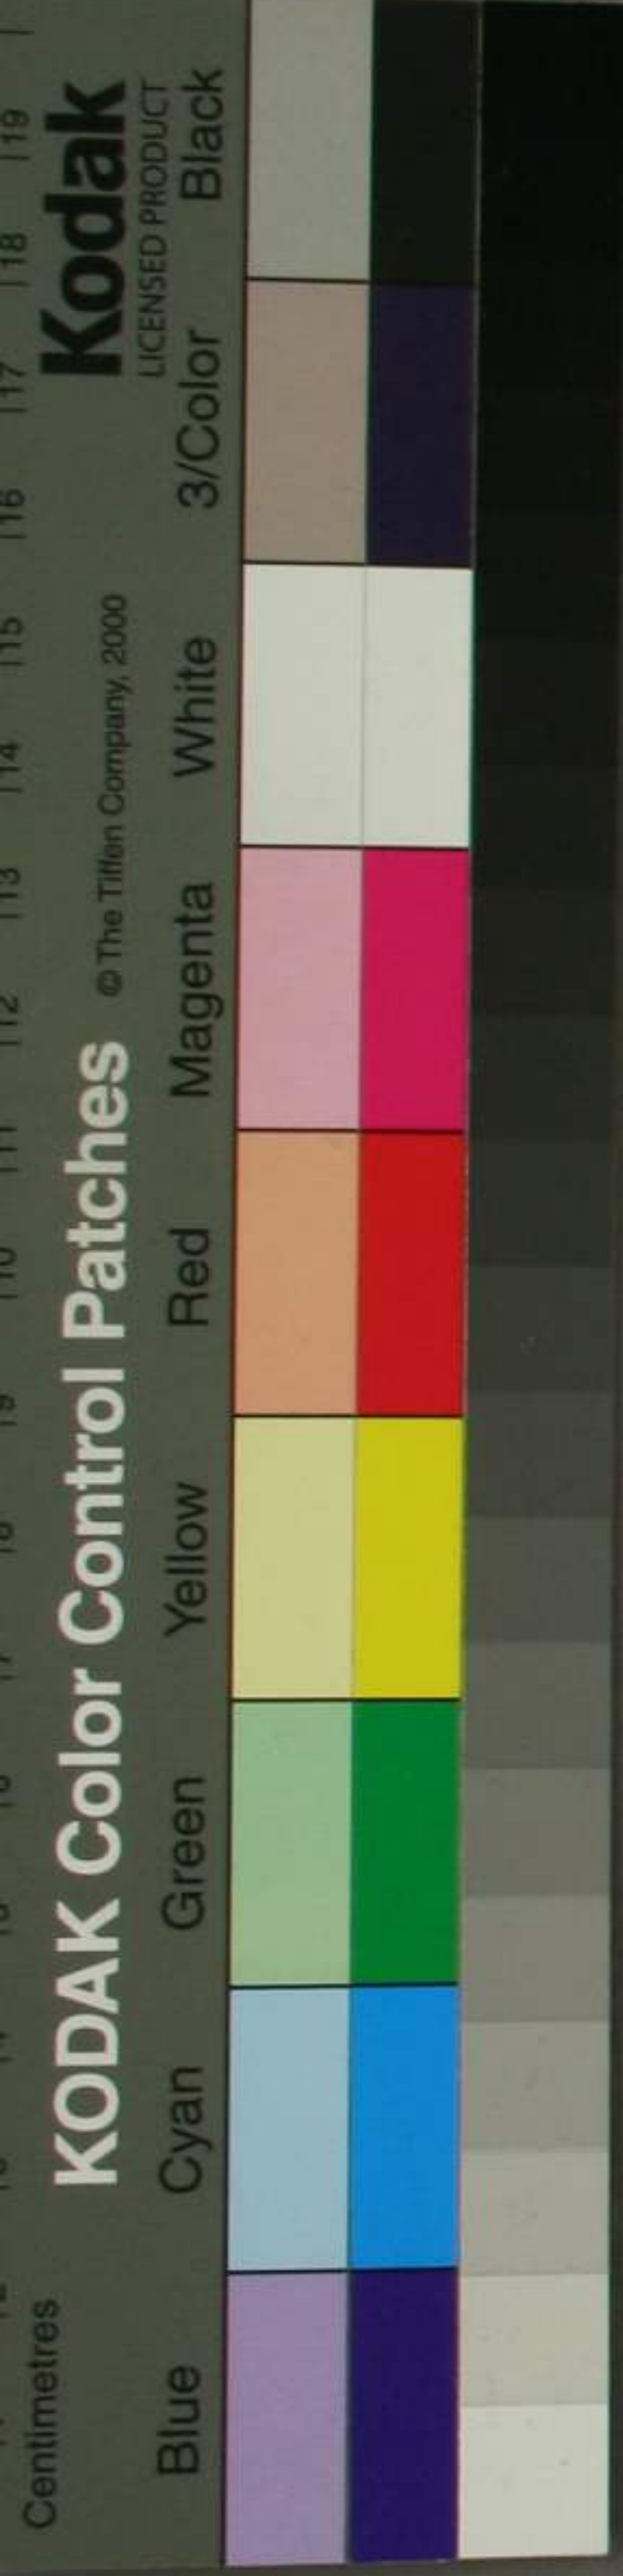 Centimetres
KODAK Color Control Patches © The Tiffen Company, 2000
Kodak
LICENSED PRODUCT
Blue Cyan Green Yellow Red Magenta White 3/Color Black